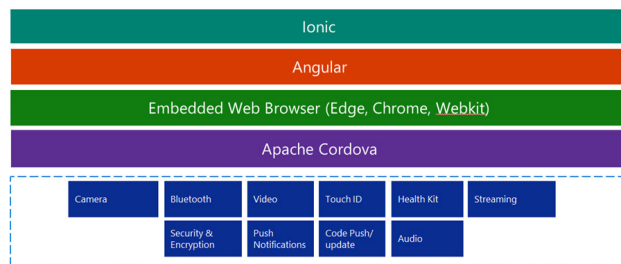 Ionic
Angular
Embedded Web Browser (Edge, Chrome, Webkit)
Apache Cordova
Camera
Bluetooth
Video
Touch ID
Health Kit
Streaming
Security &
Encryption
Push
Notifications
Code Push/
update
Audio